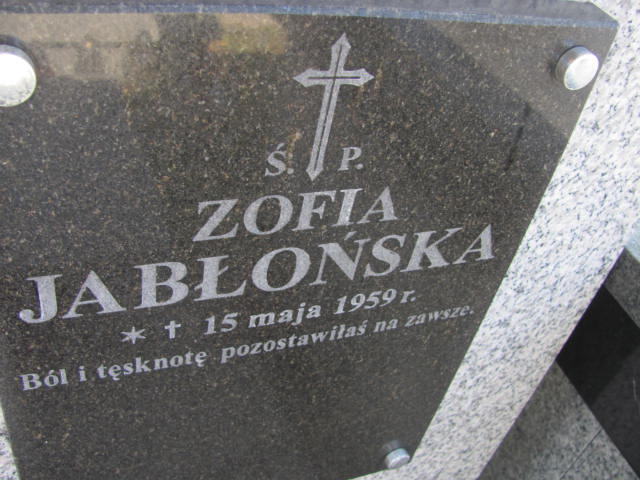 Ś. P.
ZOFIA
JABŁOŃSKA
* † 15 maja 1959 r.
Ból i tęsknotę pozostawiłaś na zawsze.